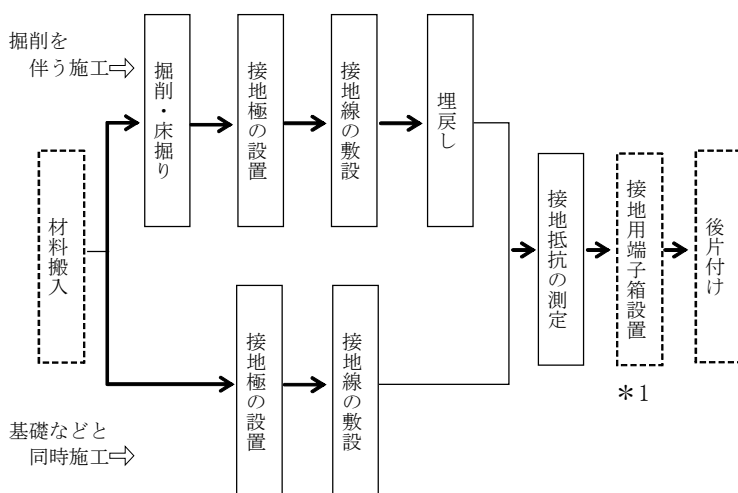 掘削を
伴う施工⇨
掘削・床掘り
接地極の設置
接地線の敷設
埋戻し
材料搬入
接地抵抗の測定
接地用端子箱設置
後片付け
接地極の設置
接地線の敷設
＊1
基礎などと
同時施工⇨